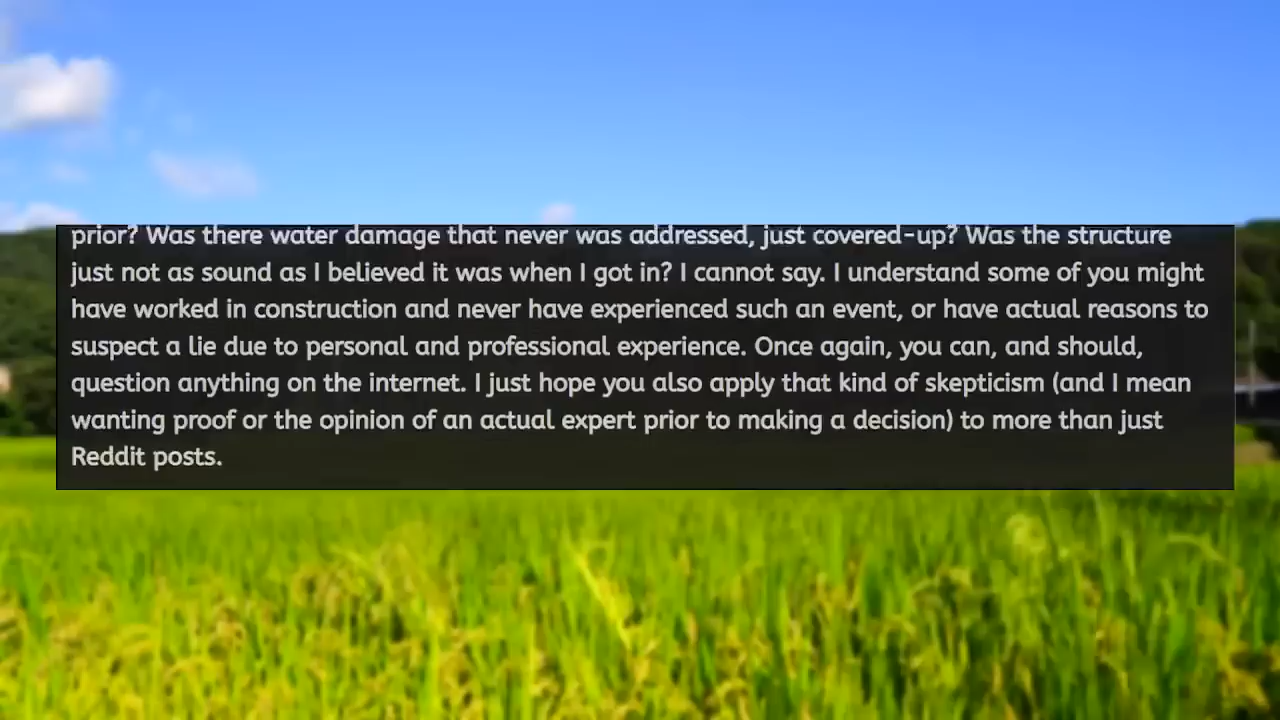 prior? Was there water damage that never was addressed, just covered-up? Was the structure
just not as sound as I believed it was when I got in? I cannot say. I understand some of you might
have worked in construction and never have experienced such an event, or have actual reasons to
suspect a lie due to personal and professional experience. Once again, you can, and should,
question anything on the internet. I just hope you also apply that kind of skepticism (and I mean
wanting proof or the opinion of an actual expert prior to making a decision) to more than just
Reddit posts.